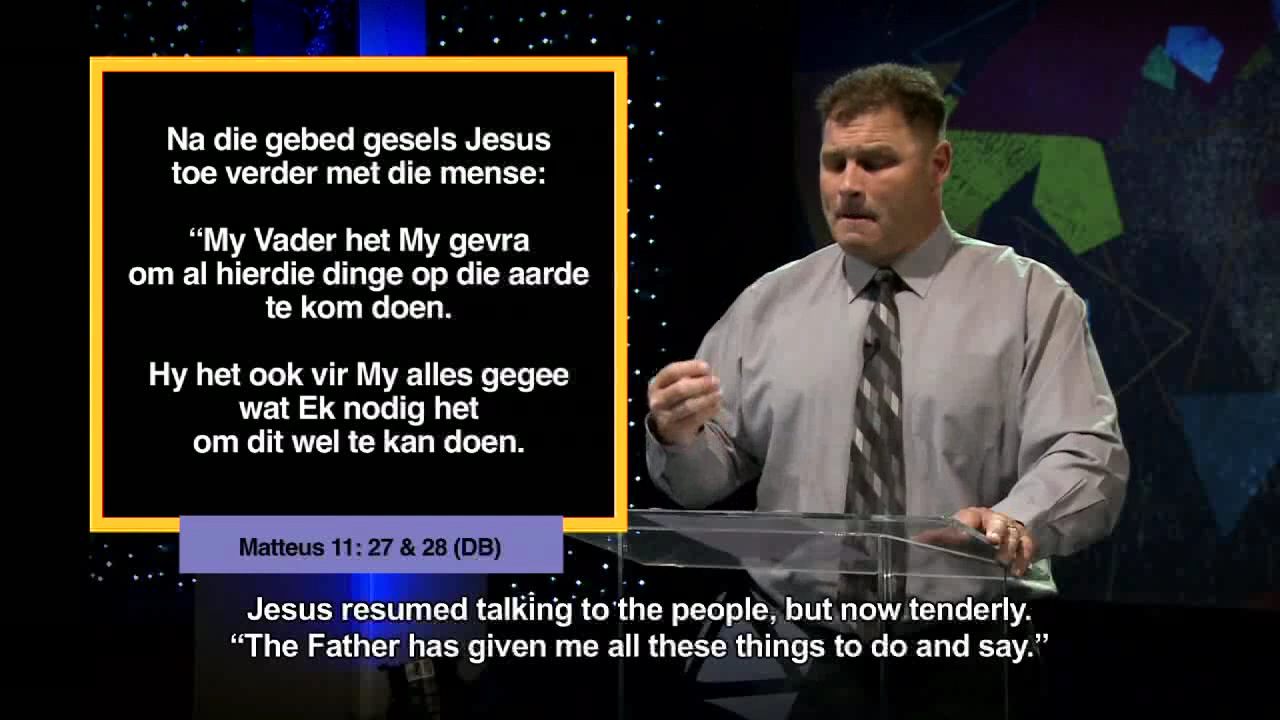 Na die gebed gesels Jesus
toe verder met die mense:
“My Vader het My gevra
om al hierdie dinge op die aarde
te kom doen.
Hy het ook vir My alles gegee
wat Ek nodig het
om dit wel te kan doen.
Matteus 11: 27 & 28 (DB)
Jesus resumed talking to the people, but now tenderly.
“The Father has given me all these things to do and say.”